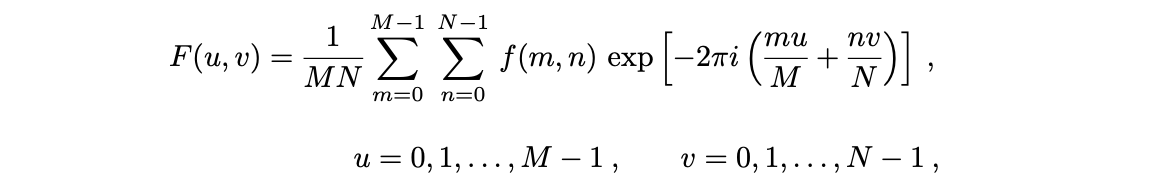 F(u, v) = \frac{1}{MN} \sum_{m=0}^{M-1} \sum_{n=0}^{N-1} f(m, n) \exp \left[ -2\pi i \left( \frac{mu}{M} + \frac{nv}{N} \right) \right] ,
u = 0, 1, \ldots, M - 1 , \qquad v = 0, 1, \ldots, N - 1 ,